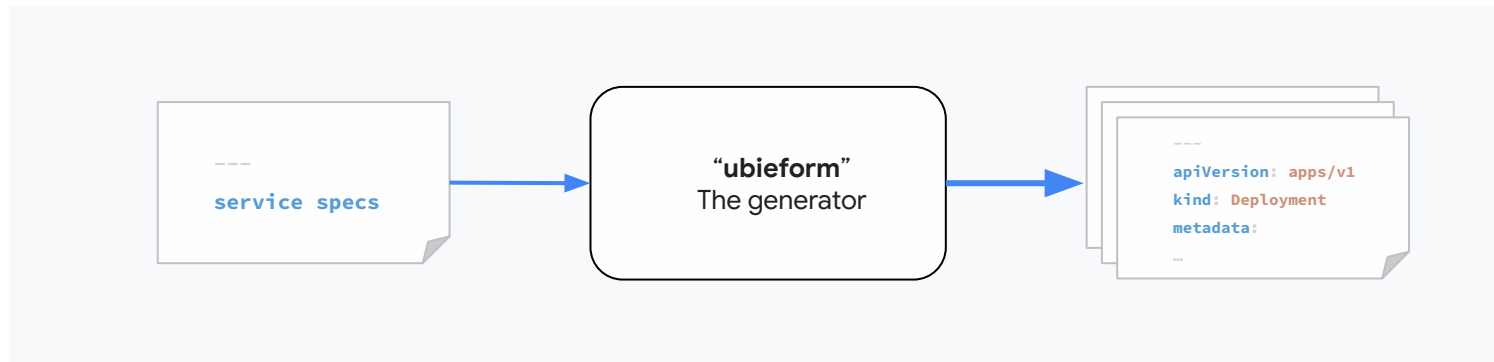 ---
service specs
“ubieform”
The generator
---
apiVersion: apps/v1
kind: Deployment
metadata:
…